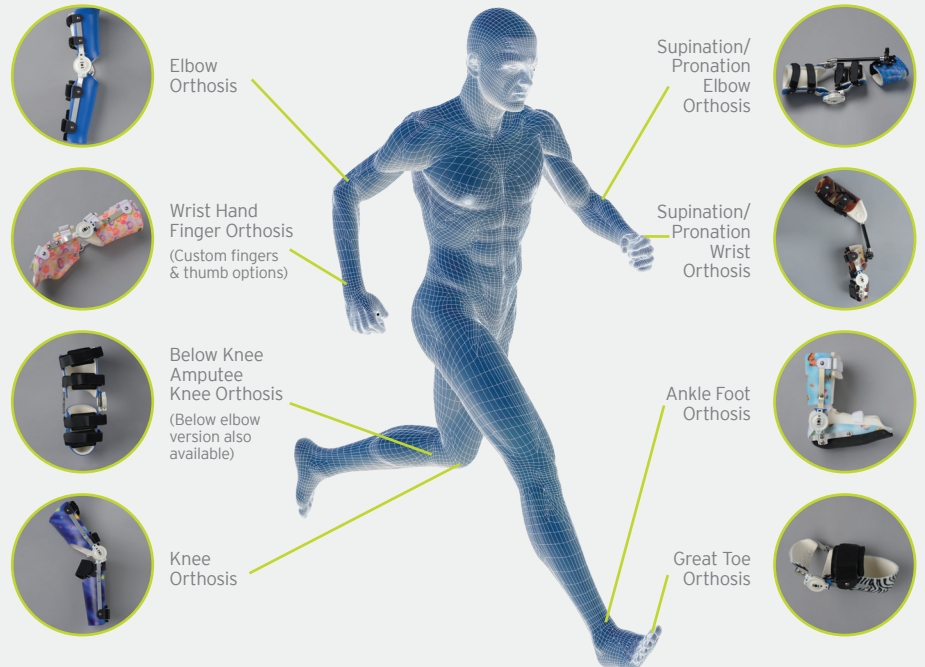 Elbow
Orthosis
Wrist Hand
Finger Orthosis
(Custom fingers
& thumb options)
Below Knee
Amputee
Knee Orthosis
(Below elbow
version also
available)
Knee
Orthosis
Supination/
Pronation
Elbow
Orthosis
Supination/
Pronation
Wrist
Orthosis
Ankle Foot
Orthosis
Great Toe
Orthosis